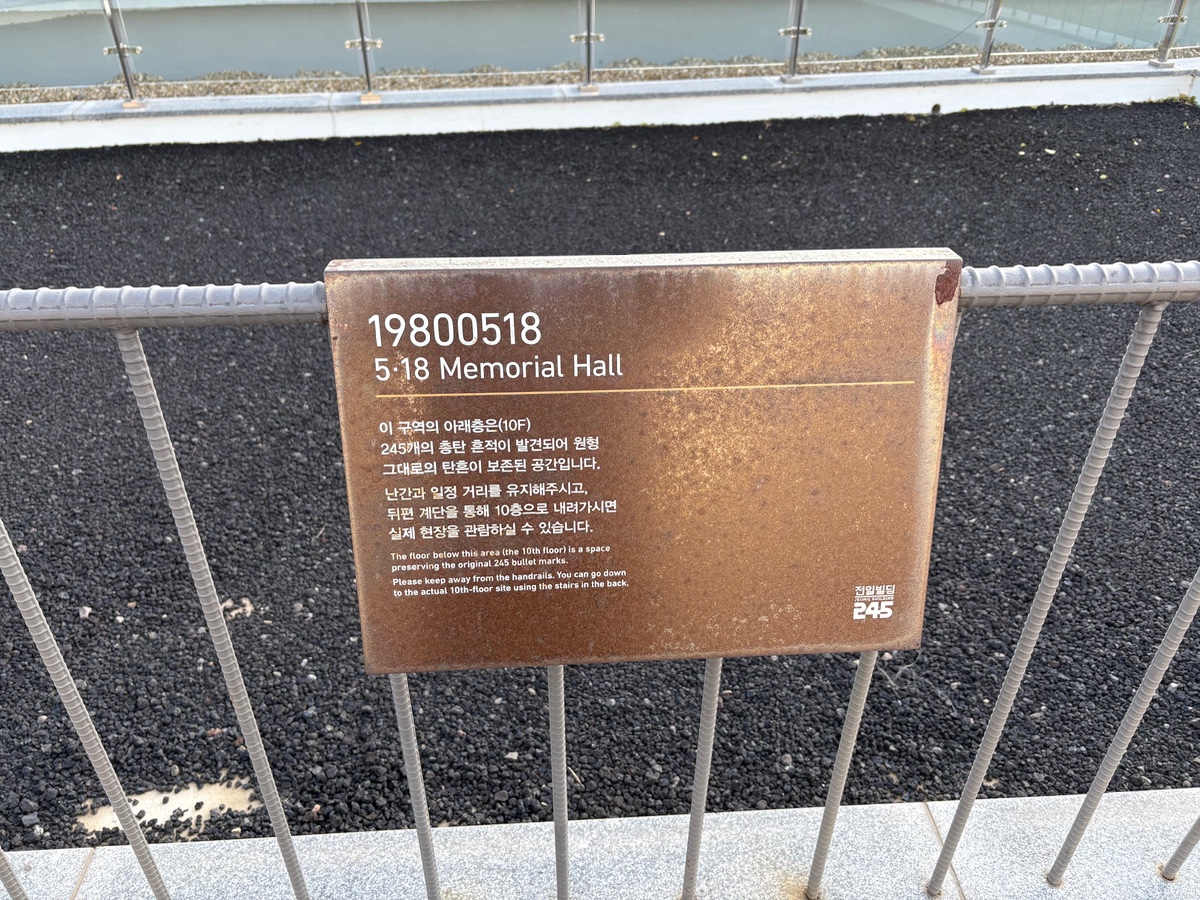 19800518
5·18 Memorial Hall
이 구역의 아래층은(10F)
245개의 총탄 흔적이 발견되어 원형
그대로의 탄흔이 보존된 공간입니다.
난간과 일정 거리를 유지해주시고,
뒤편 계단을 통해 10층으로 내려가시면
실제 현장을 관람하실 수 있습니다.
The floor below this area (the 10th floor) is a space
preserving the original 245 bullet marks.
Please keep away from the handrails. You can go down
to the actual 10th-floor site using the stairs in the back.
전일빌딩
JEONIL BUILDING
245